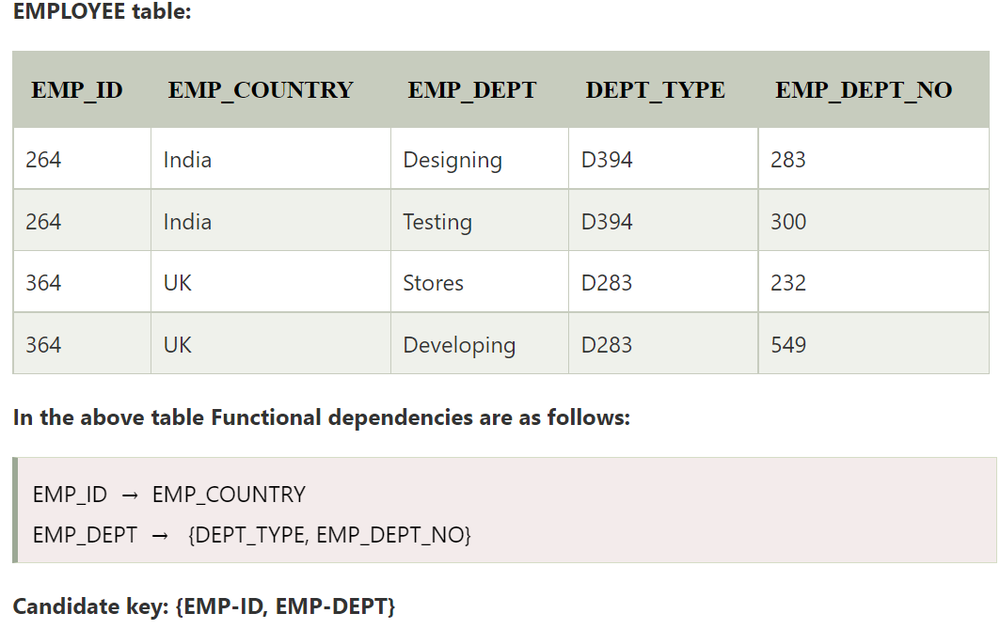 EMPLOYEE table:
EMP_ID EMP_COUNTRY EMP_DEPT DEPT_TYPE EMP_DEPT_NO
264 India Designing D394 283
264 India Testing D394 300
364 UK Stores D283 232
364 UK Developing D283 549
In the above table Functional dependencies are as follows:
EMP_ID → EMP_COUNTRY
EMP_DEPT → {DEPT_TYPE, EMP_DEPT_NO}
Candidate key: {EMP-ID, EMP-DEPT}